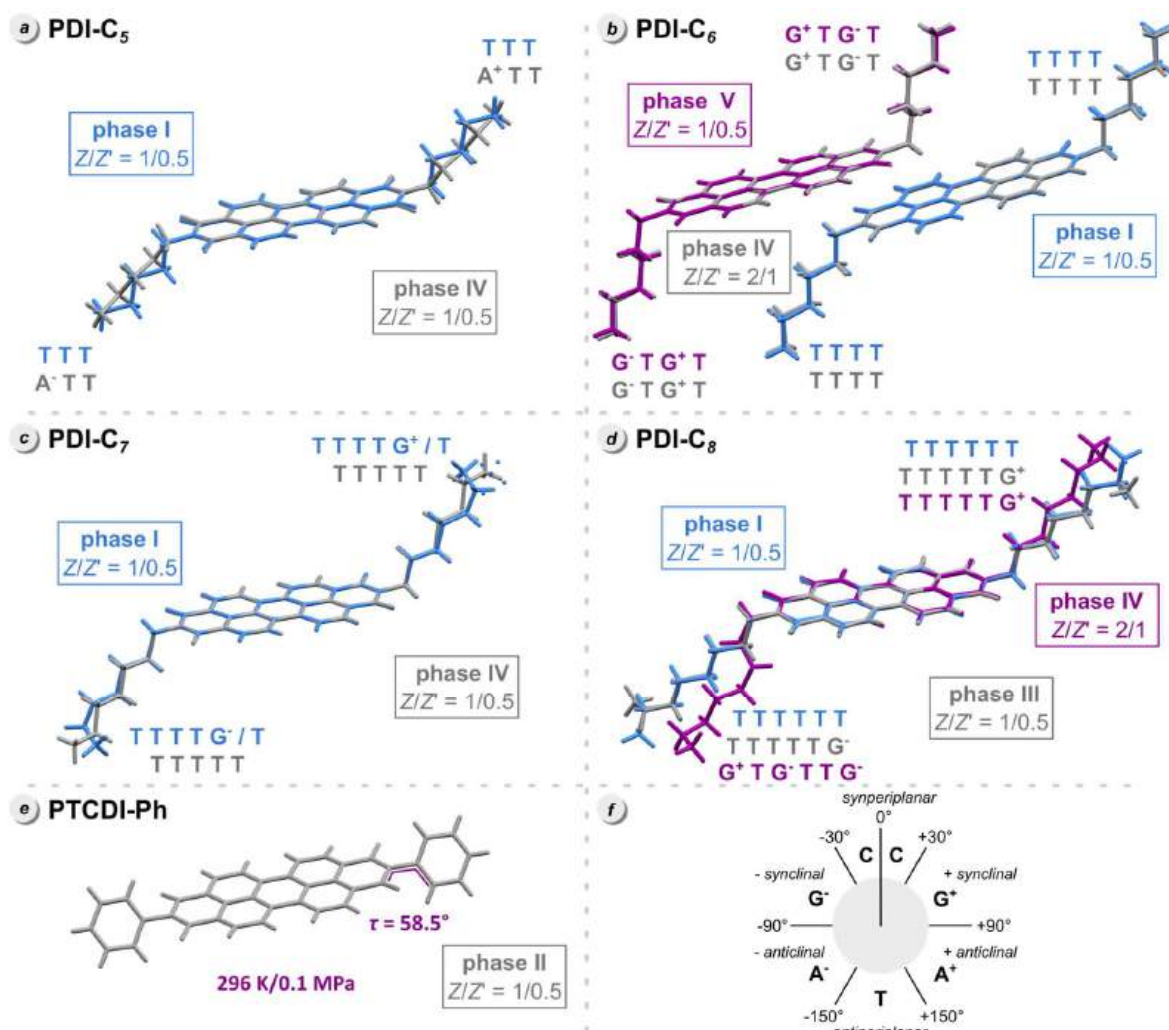 a PDI-C5
T T T
A+ T T
phase I
Z/Z' = 1/0.5
phase IV
Z/Z' = 1/0.5
T T T
A- T T
b PDI-C6
G+ T G- T
G+ T G- T
T T T T
T T T T
phase V
Z/Z' = 1/0.5
phase IV
Z/Z' = 2/1
phase I
Z/Z' = 1/0.5
G- T G+ T
G- T G+ T
T T T T
T T T T
c PDI-C7
T T T T G+ / T
T T T T T
phase I
Z/Z' = 1/0.5
phase IV
Z/Z' = 1/0.5
T T T T G- / T
T T T T T
d PDI-C8
T T T T T T
T T T T T G+
T T T T T G+
phase I
Z/Z' = 1/0.5
phase IV
Z/Z' = 2/1
phase III
Z/Z' = 1/0.5
T T T T T T
T T T T T G-
G+ T G- T T G-
e PTCDI-Ph
τ = 58.5°
296 K/0.1 MPa
phase II
Z/Z' = 1/0.5
f
synperiplanar
0°
-30° +30°
C C
- synclinal + synclinal
G- G+
-90° +90°
- anticlinal + anticlinal
A- A+
T
-150° +150°